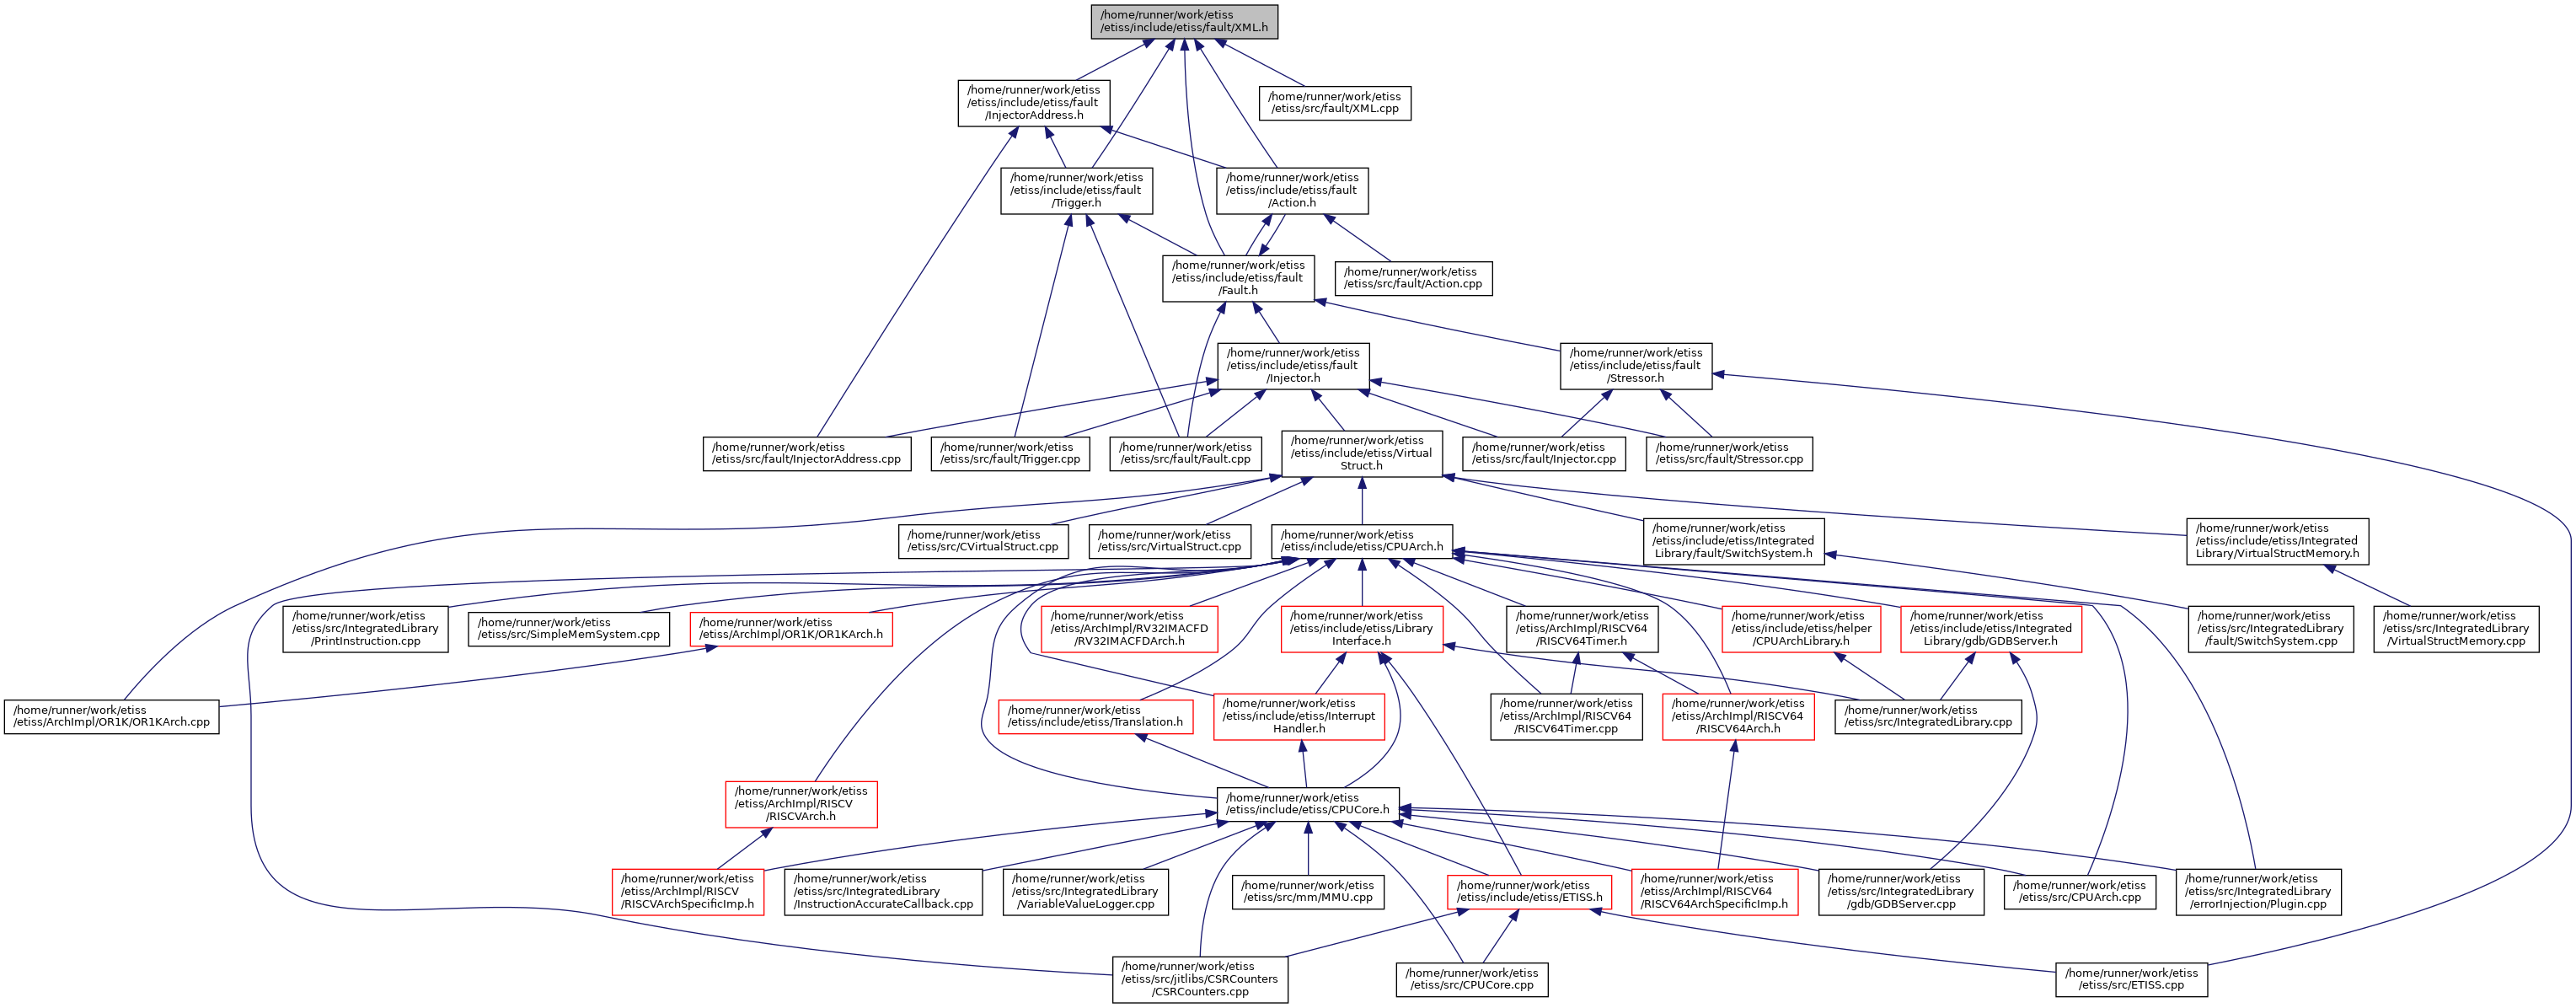 /home/runner/work/etiss
/etiss/include/etiss/fault/XML.h
/home/runner/work/etiss
/etiss/include/etiss/fault
/InjectorAddress.h
/home/runner/work/etiss
/etiss/src/fault/XML.cpp
/home/runner/work/etiss
/etiss/include/etiss/fault
/Trigger.h
/home/runner/work/etiss
/etiss/include/etiss/fault
/Action.h
/home/runner/work/etiss
/etiss/include/etiss/fault
/Fault.h
/home/runner/work/etiss
/etiss/src/fault/Action.cpp
/home/runner/work/etiss
/etiss/include/etiss/fault
/Injector.h
/home/runner/work/etiss
/etiss/include/etiss/fault
/Stressor.h
/home/runner/work/etiss
/etiss/src/fault/InjectorAddress.cpp
/home/runner/work/etiss
/etiss/src/fault/Trigger.cpp
/home/runner/work/etiss
/etiss/src/fault/Fault.cpp
/home/runner/work/etiss
/etiss/include/etiss/Virtual
Struct.h
/home/runner/work/etiss
/etiss/src/fault/Injector.cpp
/home/runner/work/etiss
/etiss/src/fault/Stressor.cpp
/home/runner/work/etiss
/etiss/src/CVirtualStruct.cpp
/home/runner/work/etiss
/etiss/src/VirtualStruct.cpp
/home/runner/work/etiss
/etiss/include/etiss/CPUArch.h
/home/runner/work/etiss
/etiss/include/etiss/Integrated
Library/fault/SwitchSystem.h
/home/runner/work/etiss
/etiss/include/etiss/Integrated
Library/VirtualStructMemory.h
/home/runner/work/etiss
/etiss/src/IntegratedLibrary
/PrintInstruction.cpp
/home/runner/work/etiss
/etiss/src/SimpleMemSystem.cpp
/home/runner/work/etiss
/etiss/ArchImpl/OR1K/OR1KArch.h
/home/runner/work/etiss
/etiss/ArchImpl/RV32IMACFD
/RV32IMACFDArch.h
/home/runner/work/etiss
/etiss/include/etiss/Library
Interface.h
/home/runner/work/etiss
/etiss/ArchImpl/RISCV64
/RISCV64Timer.h
/home/runner/work/etiss
/etiss/include/etiss/helper
/CPUArchLibrary.h
/home/runner/work/etiss
/etiss/include/etiss/Integrated
Library/gdb/GDBServer.h
/home/runner/work/etiss
/etiss/src/IntegratedLibrary
/fault/SwitchSystem.cpp
/home/runner/work/etiss
/etiss/src/IntegratedLibrary
/VirtualStructMemory.cpp
/home/runner/work/etiss
/etiss/ArchImpl/OR1K/OR1KArch.cpp
/home/runner/work/etiss
/etiss/include/etiss/Translation.h
/home/runner/work/etiss
/etiss/include/etiss/Interrupt
Handler.h
/home/runner/work/etiss
/etiss/ArchImpl/RISCV64
/RISCV64Timer.cpp
/home/runner/work/etiss
/etiss/ArchImpl/RISCV64
/RISCV64Arch.h
/home/runner/work/etiss
/etiss/src/IntegratedLibrary.cpp
/home/runner/work/etiss
/etiss/ArchImpl/RISCV
/RISCVArch.h
/home/runner/work/etiss
/etiss/include/etiss/CPUCore.h
/home/runner/work/etiss
/etiss/ArchImpl/RISCV
/RISCVArchSpecificImp.h
/home/runner/work/etiss
/etiss/src/IntegratedLibrary
/InstructionAccurateCallback.cpp
/home/runner/work/etiss
/etiss/src/IntegratedLibrary
/VariableValueLogger.cpp
/home/runner/work/etiss
/etiss/src/mm/MMU.cpp
/home/runner/work/etiss
/etiss/include/etiss/ETISS.h
/home/runner/work/etiss
/etiss/ArchImpl/RISCV64
/RISCV64ArchSpecificImp.h
/home/runner/work/etiss
/etiss/src/IntegratedLibrary
/gdb/GDBServer.cpp
/home/runner/work/etiss
/etiss/src/CPUArch.cpp
/home/runner/work/etiss
/etiss/src/IntegratedLibrary
/errorInjection/Plugin.cpp
/home/runner/work/etiss
/etiss/src/jitlibs/CSRCounters
/CSRCounters.cpp
/home/runner/work/etiss
/etiss/src/CPUCore.cpp
/home/runner/work/etiss
/etiss/src/ETISS.cpp